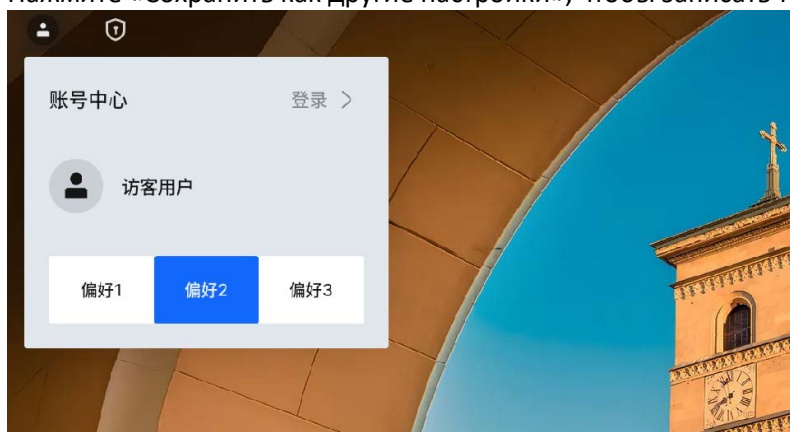 Нажмите «Сохранить как другие настройки», чтобы записать
账号中心
登录 >
访客用户
偏好1
偏好2
偏好3